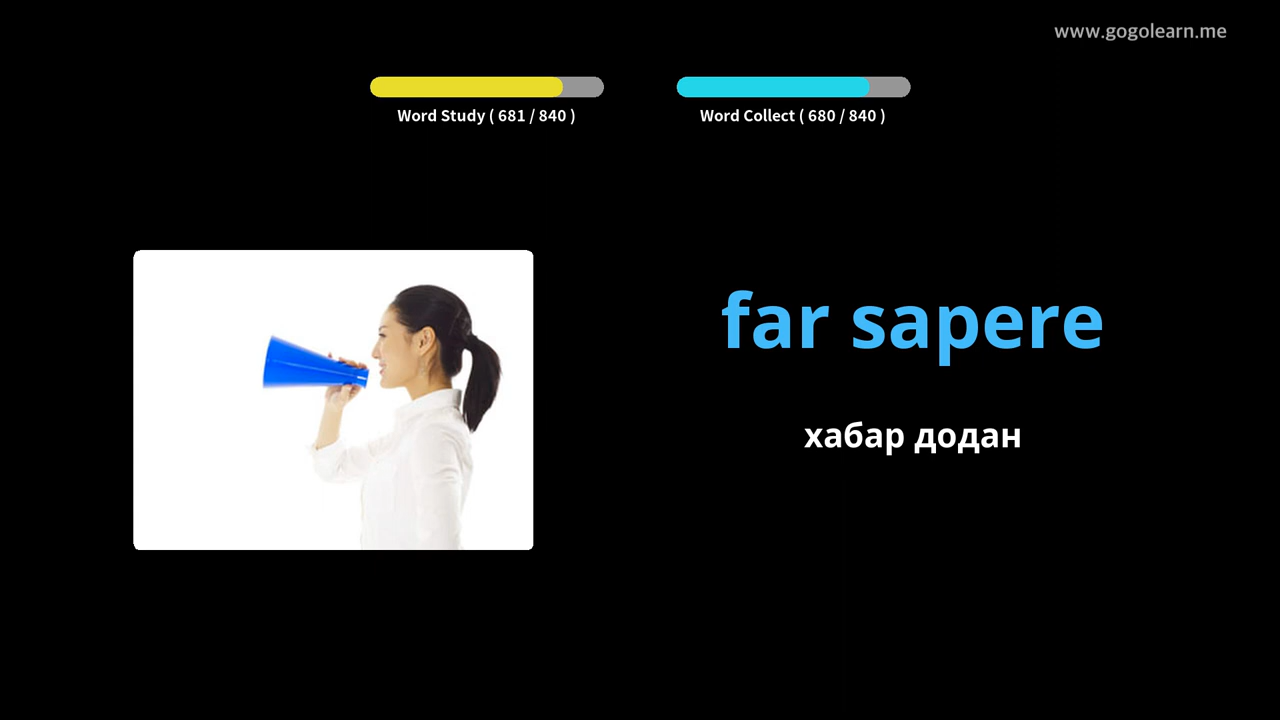 www.gogolearn.me
Word Study ( 681 / 840 )
Word Collect ( 680 / 840 )
far sapere
хабар додан